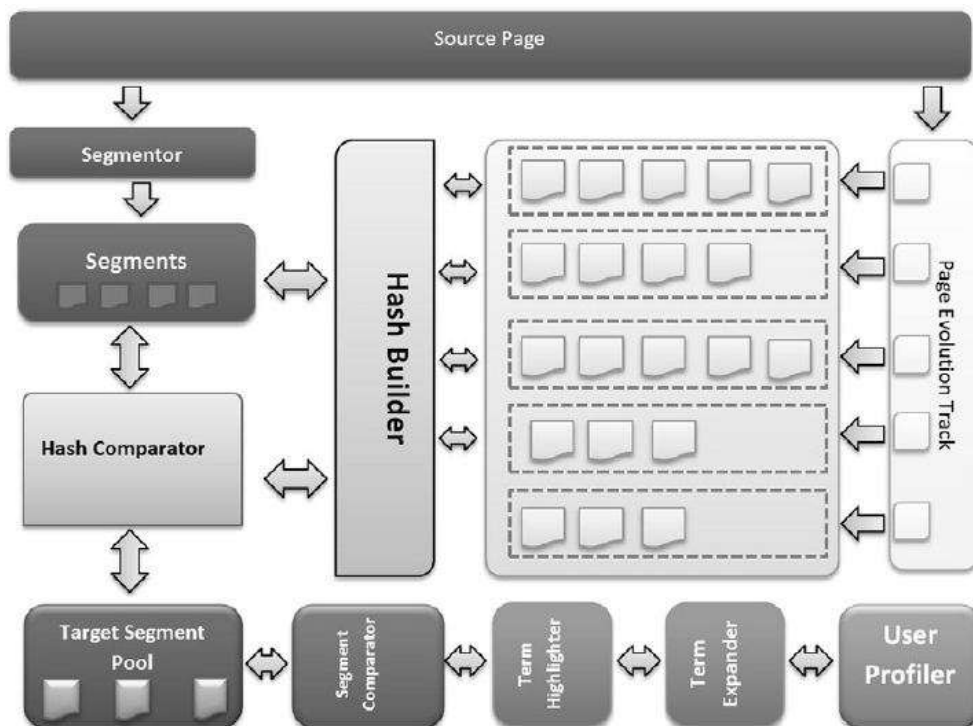 Source Page
Segmentor
Segments
Hash Builder
Page Evolution Track
Hash Comparator
Target Segment
Pool
Segment
Comparator
Term
Highlighter
Term
Expander
User
Profiler